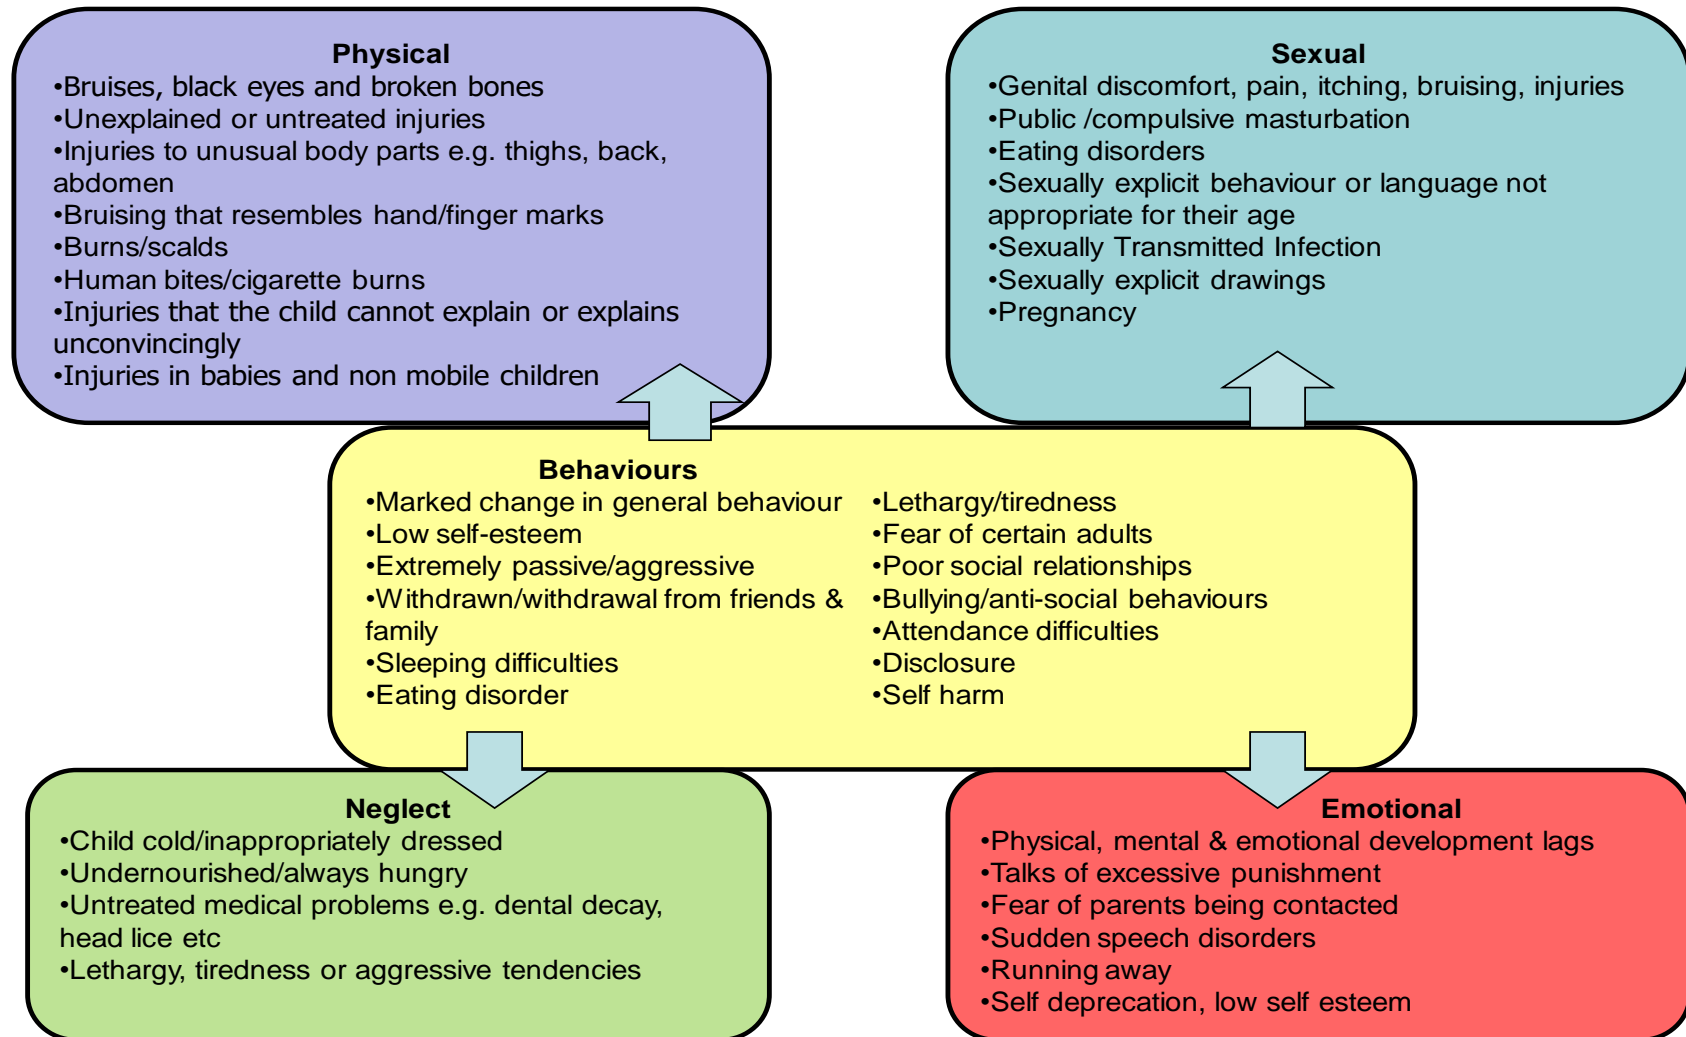 Physical
•Bruises, black eyes and broken bones
•Unexplained or untreated injuries
•Injuries to unusual body parts e.g. thighs, back,
abdomen
•Bruising that resembles hand/finger marks
•Burns/scalds
•Human bites/cigarette burns
•Injuries that the child cannot explain or explains
unconvincingly
•Injuries in babies and non mobile children
Sexual
•Genital discomfort, pain, itching, bruising, injuries
•Public /compulsive masturbation
•Eating disorders
•Sexually explicit behaviour or language not
appropriate for their age
•Sexually Transmitted Infection
•Sexually explicit drawings
•Pregnancy
Behaviours
•Marked change in general behaviour
•Low self-esteem
•Extremely passive/aggressive
•Withdrawn/withdrawal from friends &
family
•Sleeping difficulties
•Eating disorder
•Lethargy/tiredness
•Fear of certain adults
•Poor social relationships
•Bullying/anti-social behaviours
•Attendance difficulties
•Disclosure
•Self harm
Neglect
•Child cold/inappropriately dressed
•Undernourished/always hungry
•Untreated medical problems e.g. dental decay,
head lice etc
•Lethargy, tiredness or aggressive tendencies
Emotional
•Physical, mental & emotional development lags
•Talks of excessive punishment
•Fear of parents being contacted
•Sudden speech disorders
•Running away
•Self deprecation, low self esteem